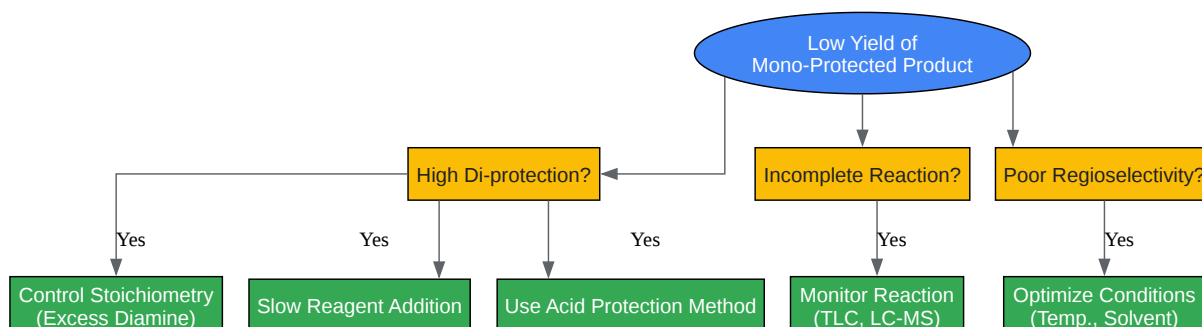 Low Yield of
Mono-Protected Product
High Di-protection?
Incomplete Reaction?
Poor Regioselectivity?
Yes
Yes
Yes
Yes
Yes
Control Stoichiometry
(Excess Diamine)
Slow Reagent Addition
Use Acid Protection Method
Monitor Reaction
(TLC, LC-MS)
Optimize Conditions
(Temp., Solvent)